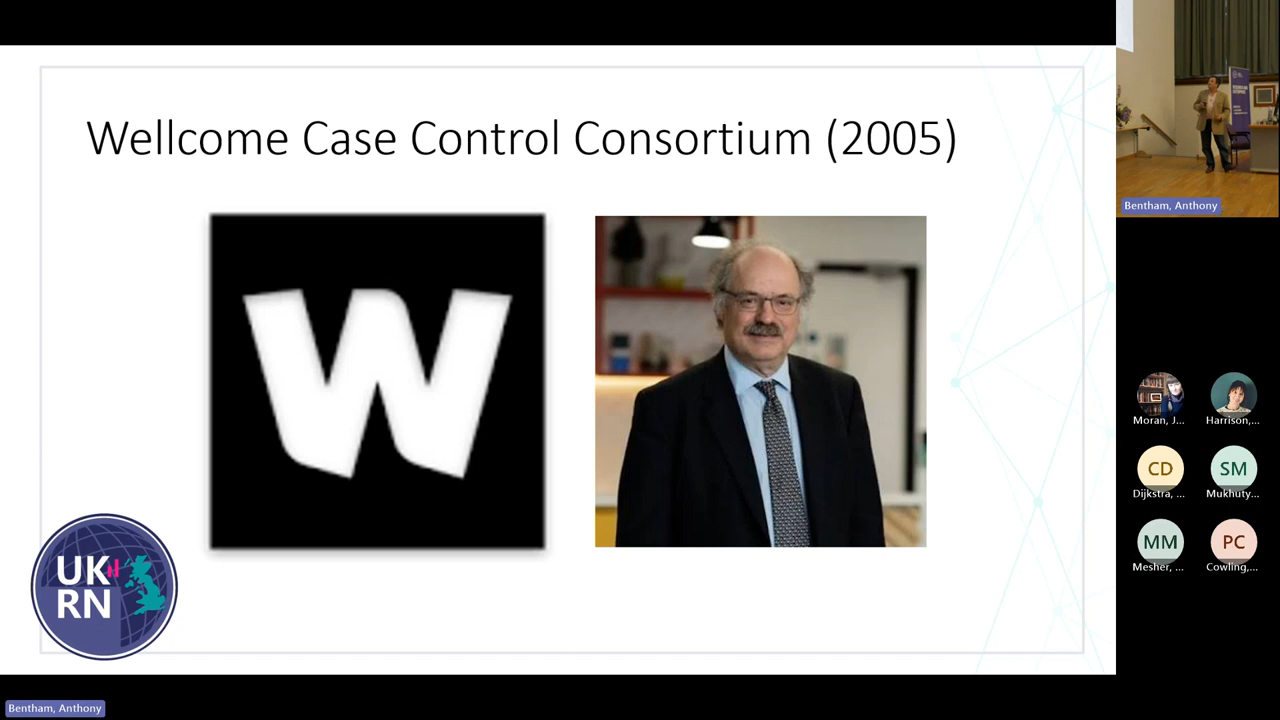 Wellcome Case Control Consortium (2005)
W
UK
RN
Bentham, Anthony
Moran, J...
Harrison,...
CD
SM
Dijkstra, ...
Mukhuty...
MM
PC
Mesher, ...
Cowling,...
Bentham, Anthony